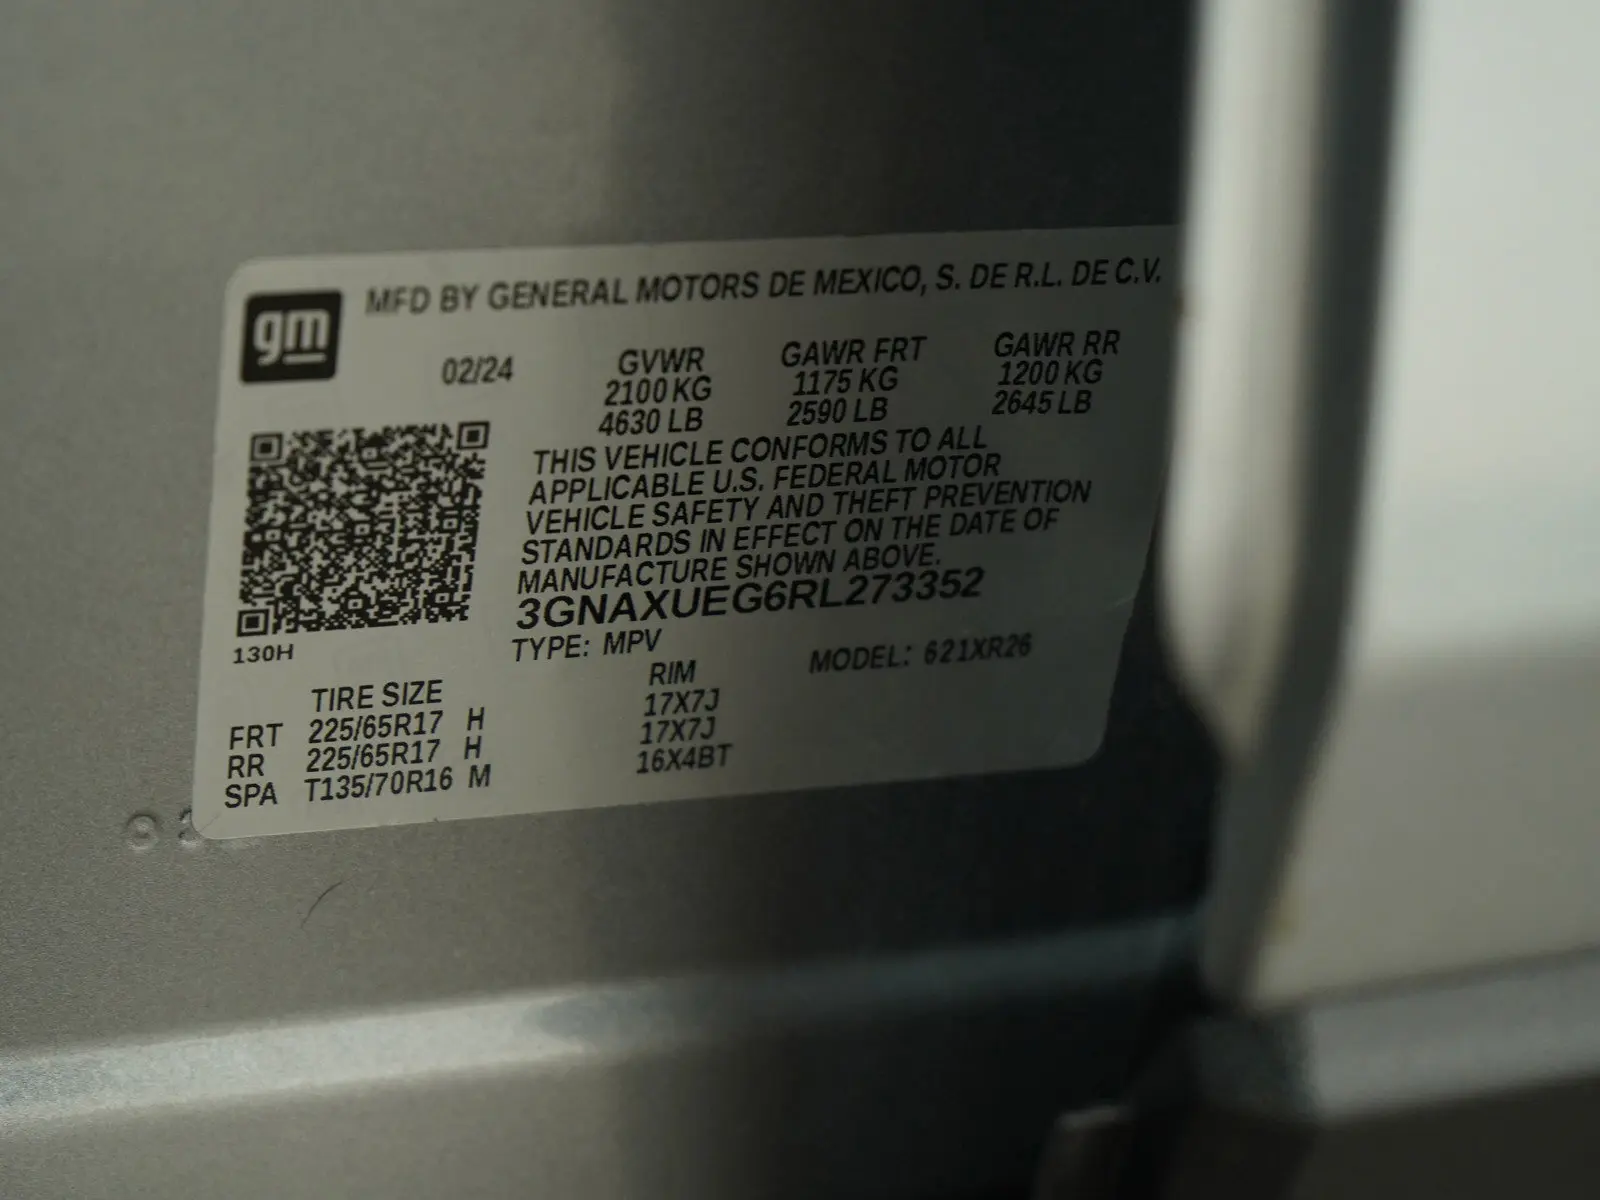 gm
MFD BY GENERAL MOTORS DE MEXICO, S. DE R.L. DE C.V.
02/24
GVWR
2100 KG
4630 LB
GAWR FRT
1175 KG
2590 LB
GAWR RR
1200 KG
2645 LB
THIS VEHICLE CONFORMS TO ALL
APPLICABLE U.S. FEDERAL MOTOR
VEHICLE SAFETY AND THEFT PREVENTION
STANDARDS IN EFFECT ON THE DATE OF
MANUFACTURE SHOWN ABOVE.
3GNAXUEG6RL273352
130H
TYPE: MPV
MODEL: 621XR26
TIRE SIZE RIM
FRT 225/65R17 H 17X7J
RR 225/65R17 H 17X7J
SPA T135/70R16 M 16X4BT